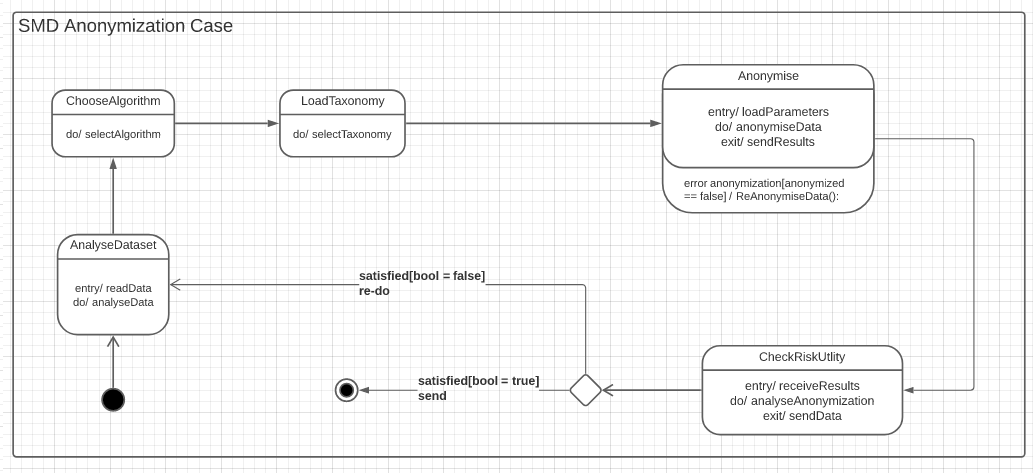 SMD Anonymization Case
ChooseAlgorithm
do/ selectAlgorithm
LoadTaxonomy
do/ selectTaxonomy
Anonymise
entry/ loadParameters
do/ anonymiseData
exit/ sendResults
error anonymization[anonymized
== false] / ReAnonymiseData():
AnalyseDataset
entry/ readData
do/ analyseData
satisfied[bool = false]
re-do
satisfied[bool = true]
send
CheckRiskUtlity
entry/ receiveResults
do/ analyseAnonymization
exit/ sendData